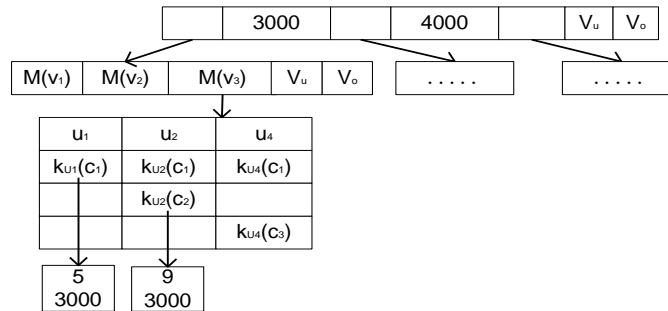 3000 4000 Vu Vo
M(v1) M(v2) M(v3) Vu Vo ..... .....
u1 u2 u4
kU1(c1) kU2(c1) kU4(c1)
kU2(c2)
kU4(c3)
5 9
3000 3000